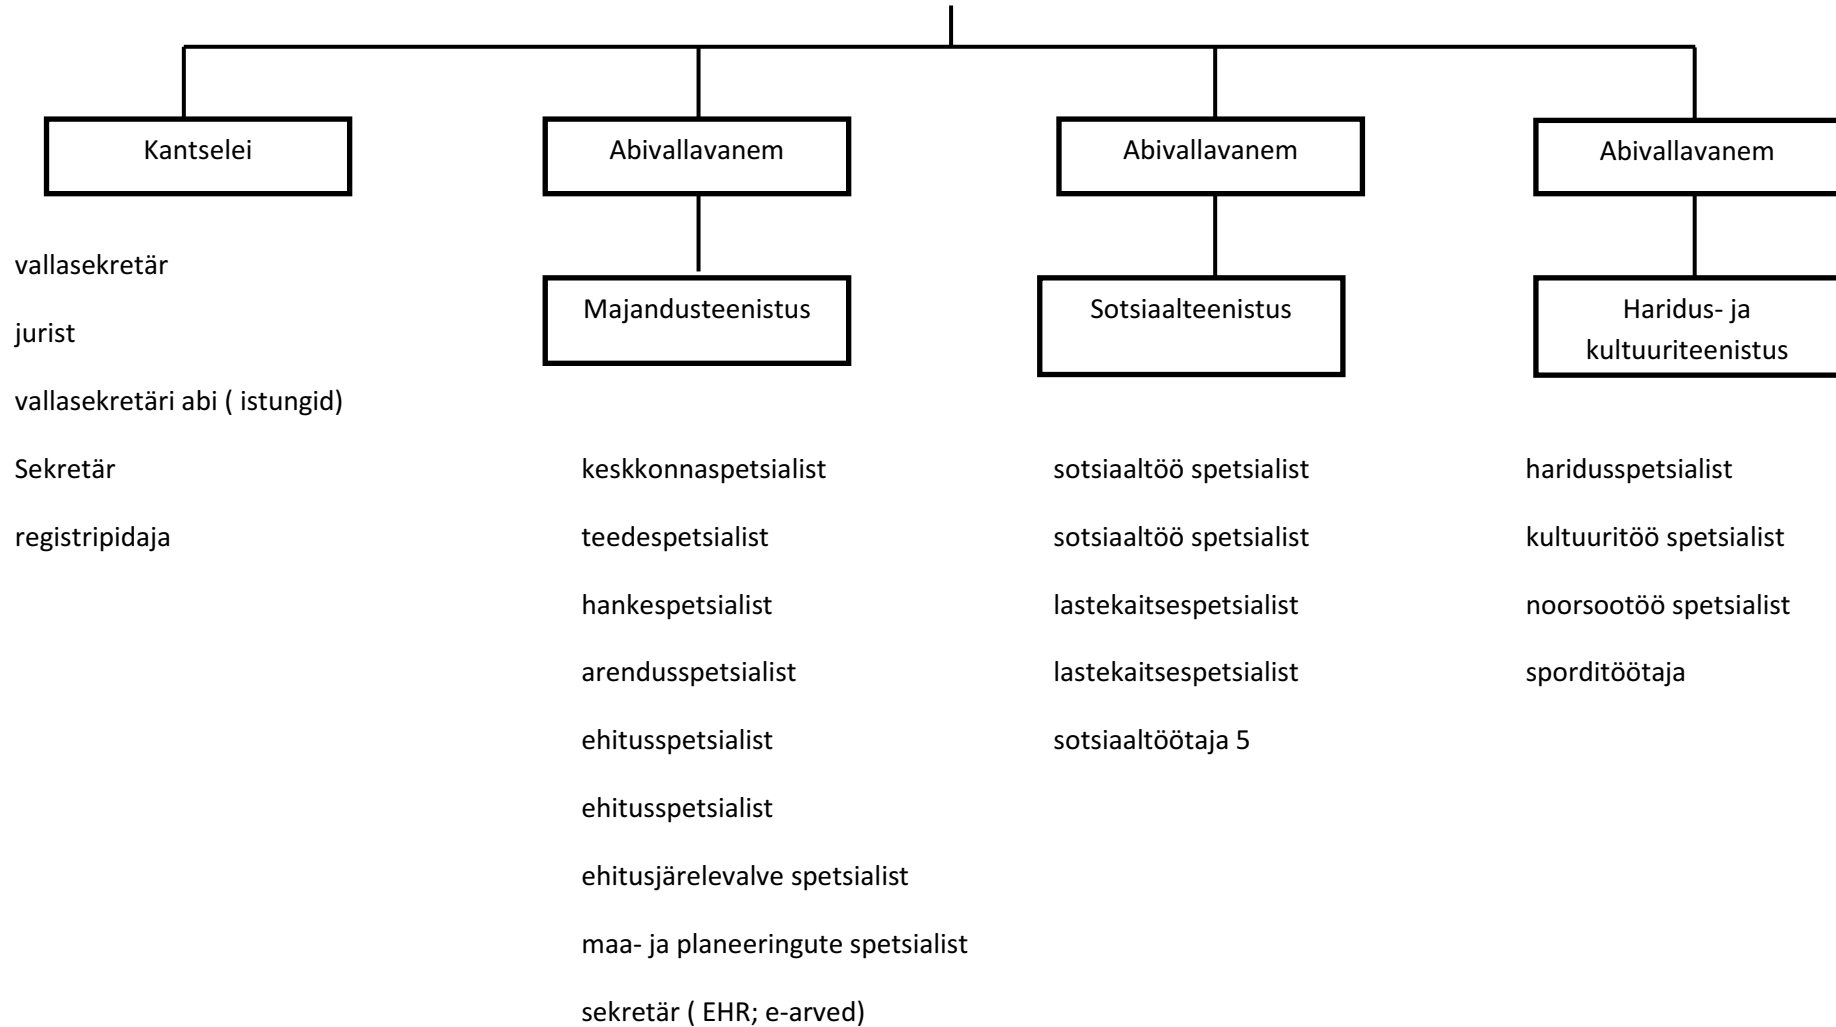 Kantselei
vallasekretär
jurist
vallasekretäri abi ( istungid)
Sekretär
registripidaja
Abivallavanem
Majandusteenistus
keskkonnaspetsialist
teedespetsialist
hankespetsialist
arendusspetsialist
ehitusspetsialist
ehitusspetsialist
ehitusjärelevalve spetsialist
maa- ja planeeringute spetsialist
sekretär ( EHR; e-arved)
Abivallavanem
Sotsiaalteenistus
sotsiaaltöö spetsialist
sotsiaaltöö spetsialist
lastekaitsespetsialist
lastekaitsespetsialist
sotsiaaltöötaja 5
Abivallavanem
Haridus- ja
kultuuriteenistus
haridusspetsialist
kultuuritöö spetsialist
noorsootöö spetsialist
sporditöötaja